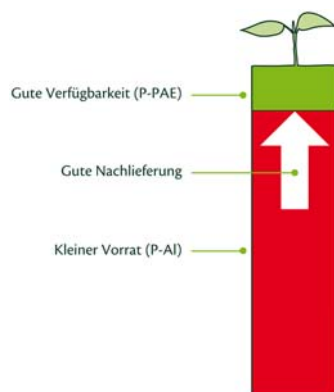 Gute Verfügbarkeit (P-PAE)
Gute Nachlieferung
Kleiner Vorrat (P-Al)